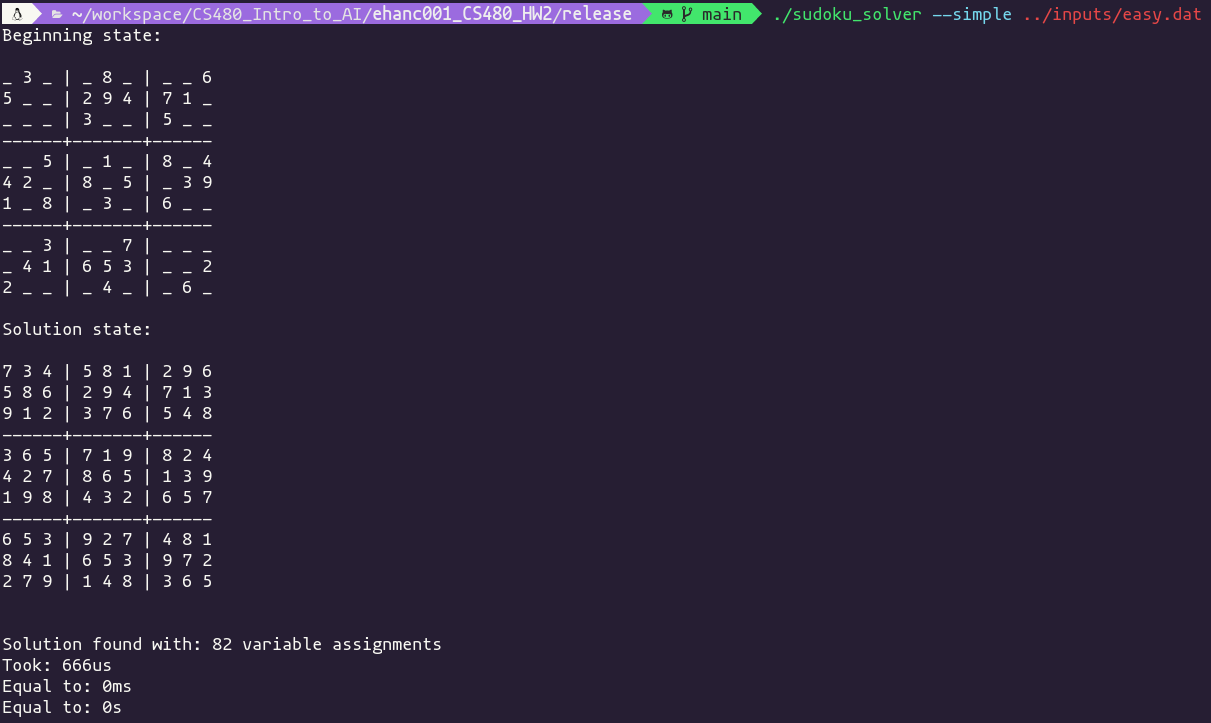 ~/workspace/CS480_Intro_to_AI/ehanc001_CS480_HW2/release main ./sudoku_solver --simple ../inputs/easy.dat
Beginning state:
_ 3 _ | _ 8 _ | _ _ 6
5 _ _ | 2 9 4 | 7 1 _
_ _ _ | 3 _ _ | 5 _ _
------+-------+------
_ _ 5 | _ 1 _ | 8 _ 4
4 2 _ | 8 _ 5 | _ 3 9
1 _ 8 | _ 3 _ | 6 _ _
------+-------+------
_ _ 3 | _ _ 7 | _ _ _
_ 4 1 | 6 5 3 | _ _ 2
2 _ _ | _ 4 _ | _ 6 _
Solution state:
7 3 4 | 5 8 1 | 2 9 6
5 8 6 | 2 9 4 | 7 1 3
9 1 2 | 3 7 6 | 5 4 8
------+-------+------
3 6 5 | 7 1 9 | 8 2 4
4 2 7 | 8 6 5 | 1 3 9
1 9 8 | 4 3 2 | 6 5 7
------+-------+------
6 5 3 | 9 2 7 | 4 8 1
8 4 1 | 6 5 3 | 9 7 2
2 7 9 | 1 4 8 | 3 6 5
Solution found with: 82 variable assignments
Took: 666us
Equal to: 0ms
Equal to: 0s